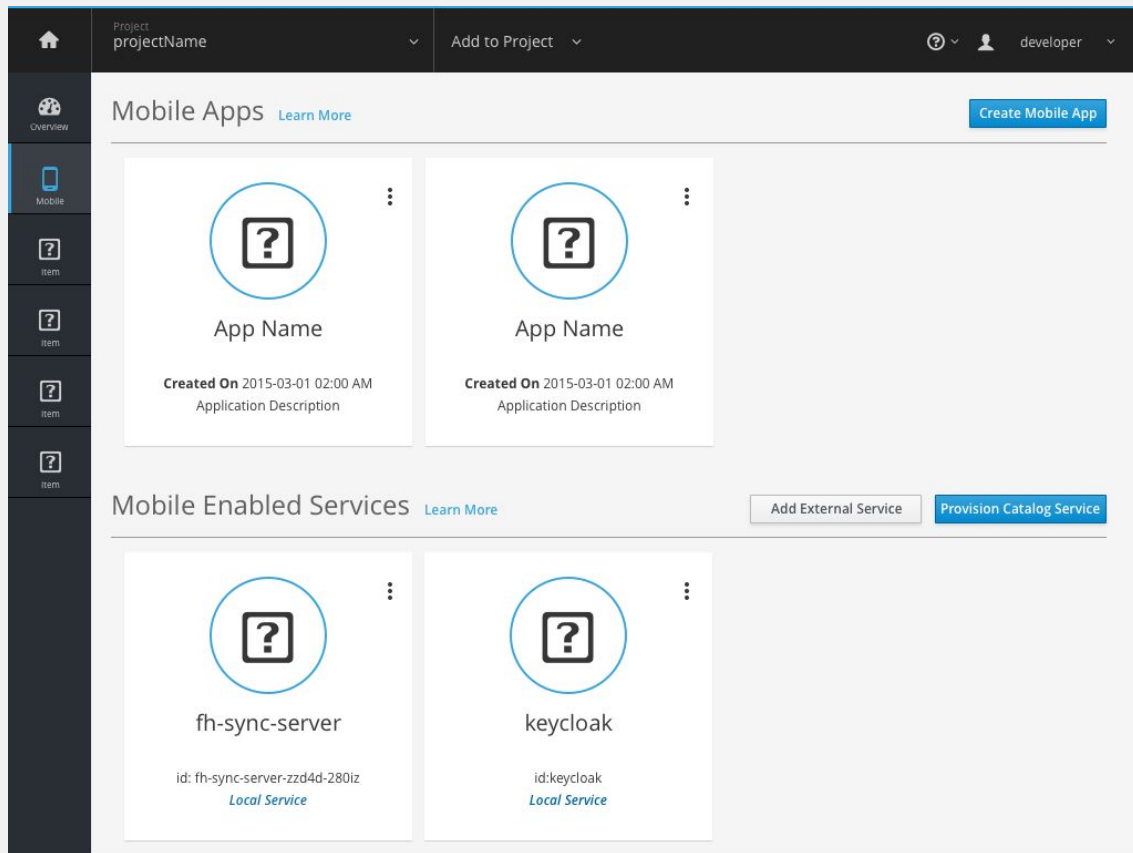 Project
projectName
Add to Project
developer
Overview
Mobile
Item
Item
Item
Item
Mobile Apps Learn More
Create Mobile App
App Name
Created On 2015-03-01 02:00 AM
Application Description
App Name
Created On 2015-03-01 02:00 AM
Application Description
Mobile Enabled Services Learn More
Add External Service
Provision Catalog Service
fh-sync-server
id: fh-sync-server-zzd4d-280iz
Local Service
keycloak
id:keycloak
Local Service